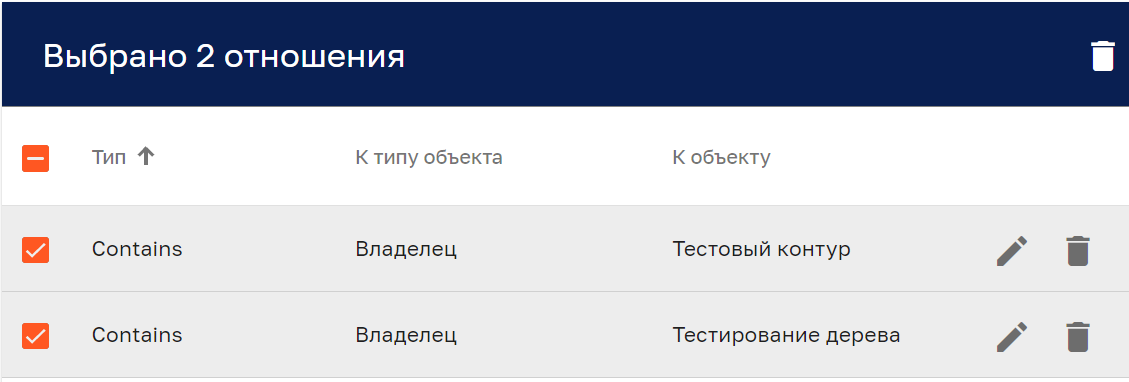 Выбрано 2 отношения
Тип К типу объекта К объекту
Contains Владелец Тестовый контур
Contains Владелец Тестирование дерева